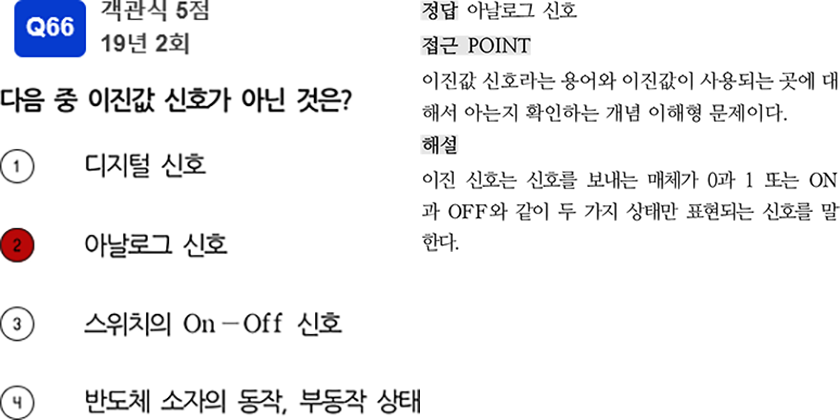 Q66
객관식 5점
19년 2회
다음 중 이진값 신호가 아닌 것은?
1 디지털 신호
2 아날로그 신호
3 스위치의 On－Off 신호
4 반도체 소자의 동작, 부동작 상태
정답 아날로그 신호
접근 POINT
이진값 신호라는 용어와 이진값이 사용되는 곳에 대
해서 아는지 확인하는 개념 이해형 문제이다.
해설
이진 신호는 신호를 보내는 매체가 0과 1 또는 ON
과 OFF와 같이 두 가지 상태만 표현되는 신호를 말
한다.